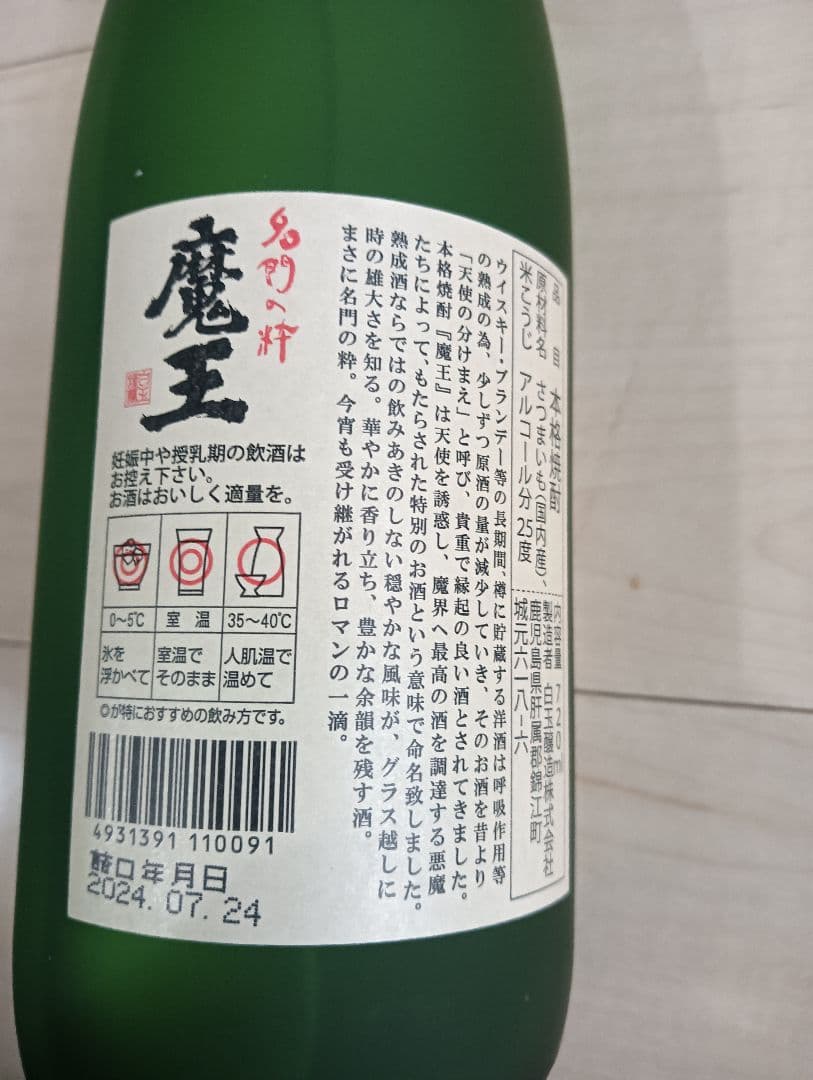 品目 本格焼酎
原材料名 さつまいも(国内産)、
米こうじ アルコール分 25度
内容量 720ml
製造者 白玉醸造株式会社
鹿児島県肝属郡錦江町
城元六一八-六
ウイスキー・ブランデー等の長期間、樽に貯蔵する洋酒は呼吸作用等
の熟成の為、少しずつ原酒の量が減少していき、そのお酒を昔より
「天使の分けまえ」と呼び、貴重で縁起の良い酒とされてきました。
本格焼酎『魔王』は天使を誘惑し、魔界へ最高の酒を調達する悪魔
たちによって、もたらされた特別のお酒という意味で命名致しました。
熟成酒ならではの飲みあきのしない穏やかな風味が、グラス越しに
時の雄大さを知る。華やかに香り立ち、豊かな余韻を残す酒。
まさに名門の粋。今宵も受け継がれるロマンの一滴。
名門の粋
魔王
妊娠中や授乳期の飲酒は
お控え下さい。
お酒はおいしく適量を。
0~5℃ 室温 35~40℃
氷を 室温で 人肌温で
浮かべて そのまま 温めて
◎が特におすすめの飲み方です。
4931391 110091
詰口年月日
2024.07.24